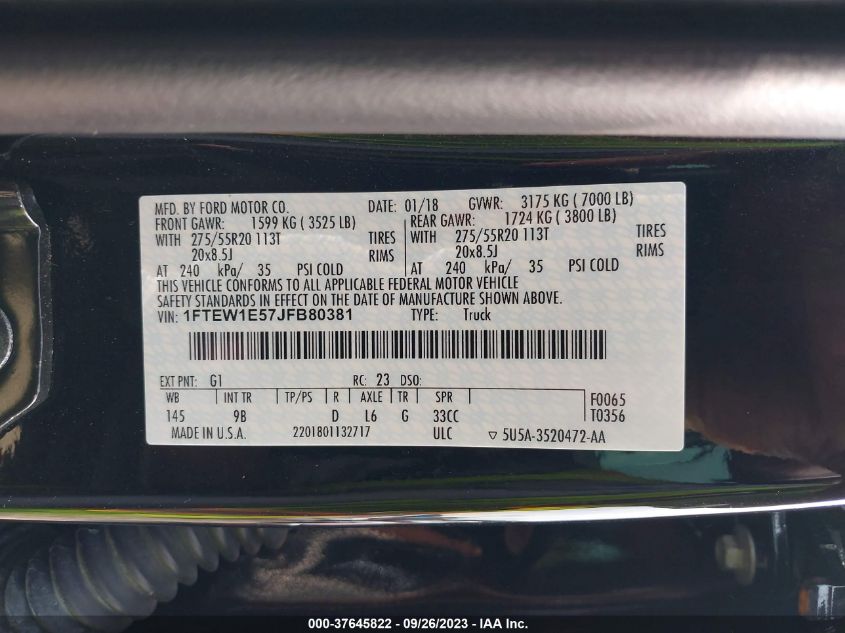 MFD. BY FORD MOTOR CO. DATE: 01/18 GVWR: 3175 KG ( 7000 LB)
FRONT GAWR: 1599 KG ( 3525 LB) REAR GAWR: 1724 KG ( 3800 LB)
WITH 275/55R20 113T TIRES WITH 275/55R20 113T TIRES
20x8.5J RIMS 20x8.5J RIMS
AT 240 kPa/ 35 PSI COLD AT 240 kPa/ 35 PSI COLD
THIS VEHICLE CONFORMS TO ALL APPLICABLE FEDERAL MOTOR VEHICLE
SAFETY STANDARDS IN EFFECT ON THE DATE OF MANUFACTURE SHOWN ABOVE.
VIN: 1FTEW1E57JFB80381 TYPE: Truck
EXT PNT: G1 RC: 23 DSO:
WB INT TR TP/PS R AXLE TR SPR F0065
145 9B D L6 G 33CC T0356
MADE IN U.S.A. 2201801132717 ULC ▽ 5U5A-3520472-AA
000-37645822 - 09/26/2023 - IAA Inc.